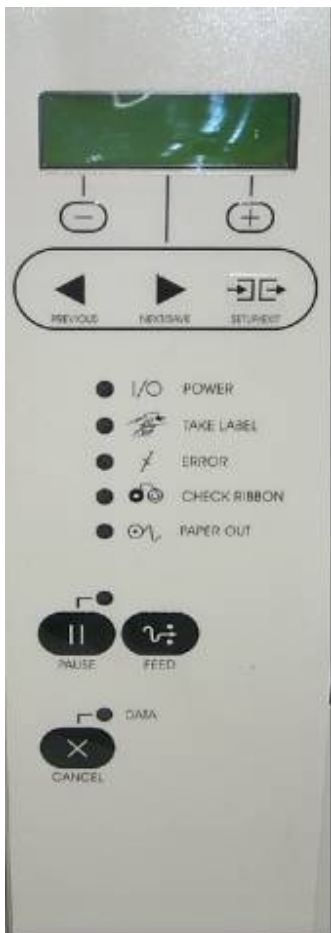 − +
PREVIOUS NEXT/SAVE SETUP/EXIT
I/O POWER
TAKE LABEL
ERROR
CHECK RIBBON
PAPER OUT
PAUSE FEED
DATA
CANCEL